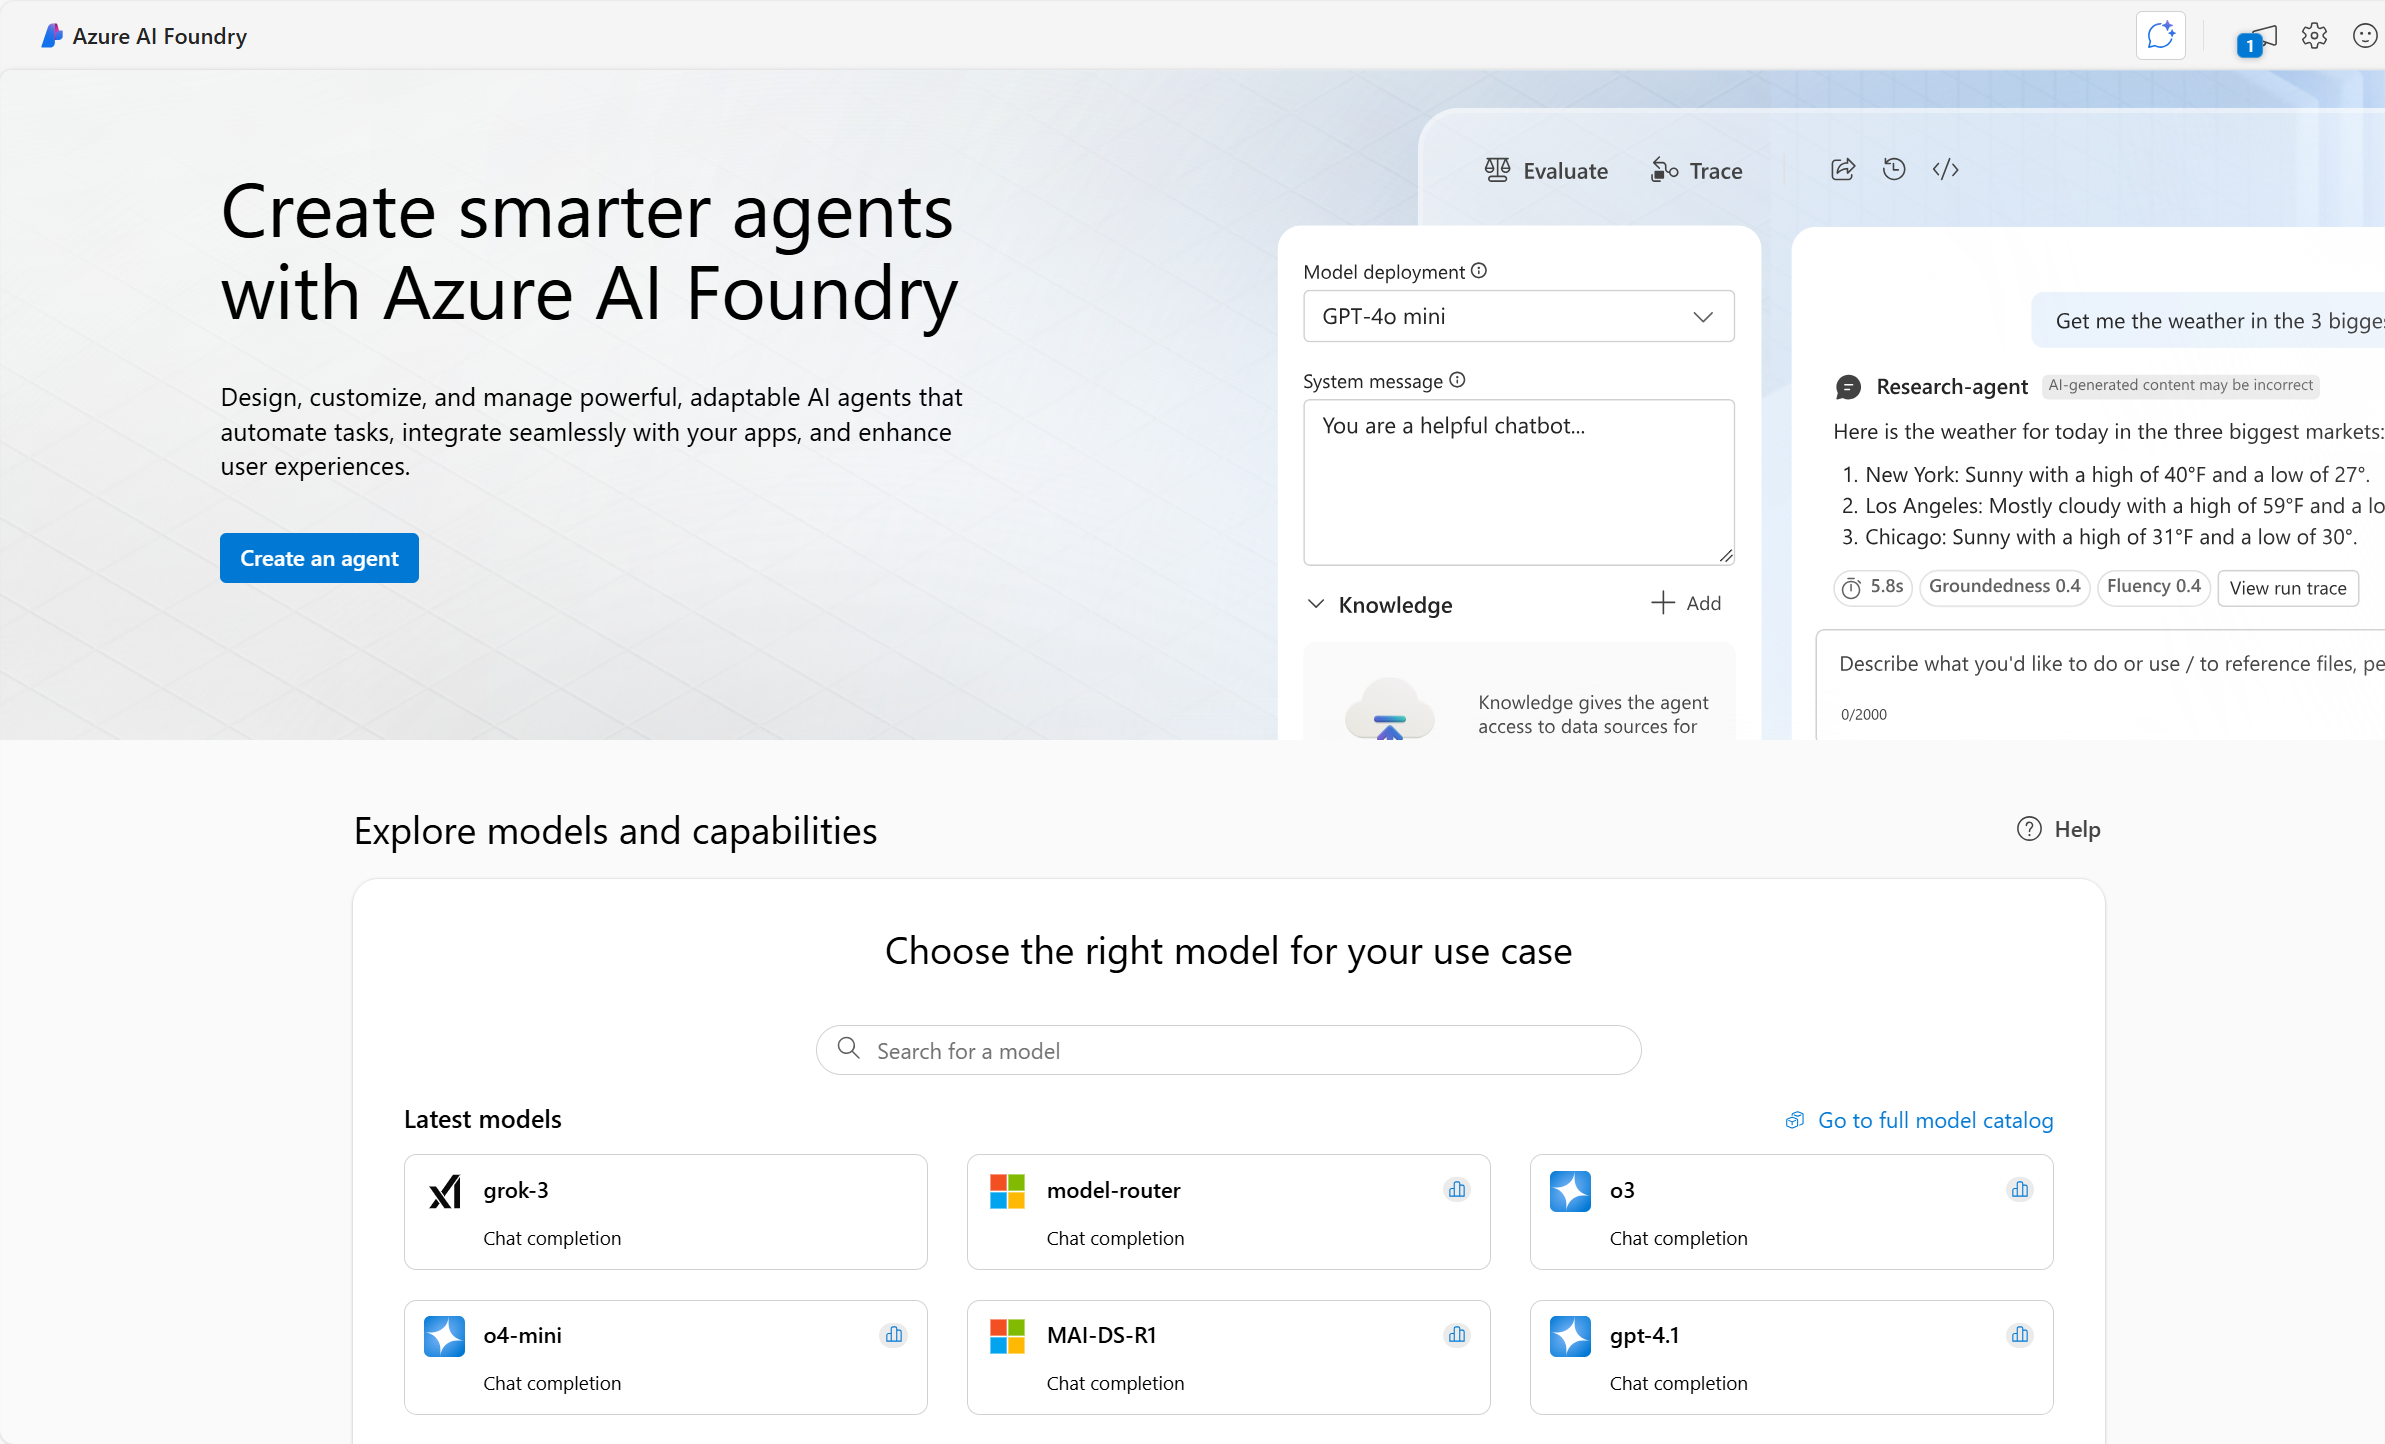 Azure AI Foundry
1
Create smarter agents
with Azure AI Foundry
Design, customize, and manage powerful, adaptable AI agents that
automate tasks, integrate seamlessly with your apps, and enhance
user experiences.
Create an agent
Evaluate
Trace
Model deployment
GPT-4o mini
System message
You are a helpful chatbot...
Knowledge
Add
Knowledge gives the agent
access to data sources for
Get me the weather in the 3 bigges
Research-agent
AI-generated content may be incorrect
Here is the weather for today in the three biggest markets:
1. New York: Sunny with a high of 40°F and a low of 27°.
2. Los Angeles: Mostly cloudy with a high of 59°F and a lo
3. Chicago: Sunny with a high of 31°F and a low of 30°.
5.8s
Groundedness 0.4
Fluency 0.4
View run trace
Describe what you'd like to do or use / to reference files, pe
0/2000
Explore models and capabilities
Help
Choose the right model for your use case
Search for a model
Latest models
Go to full model catalog
grok-3
Chat completion
model-router
Chat completion
o3
Chat completion
o4-mini
Chat completion
MAI-DS-R1
Chat completion
gpt-4.1
Chat completion